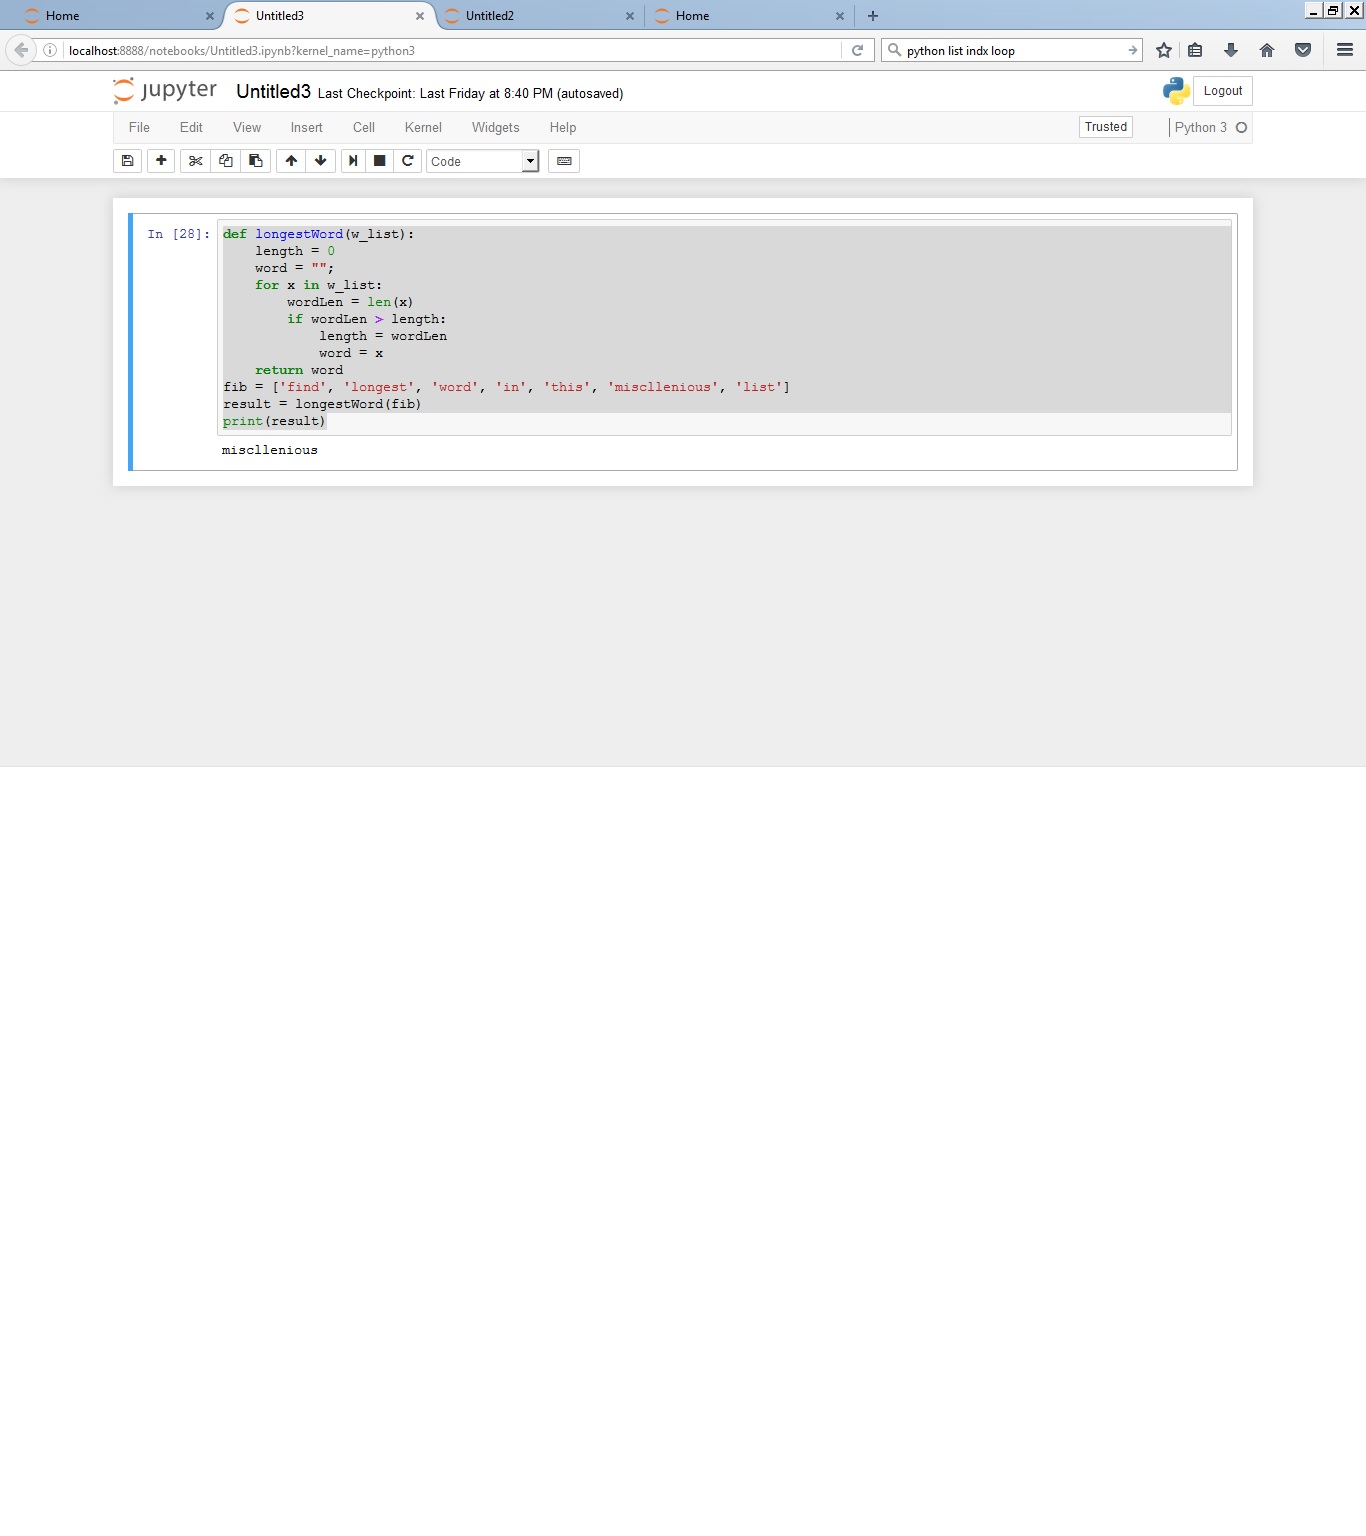 Home
Untitled3
Untitled2
Home
localhost:8888/notebooks/Untitled3.ipynb?kernel_name=python3
python list indx loop
jupyter Untitled3 Last Checkpoint: Last Friday at 8:40 PM (autosaved)
Logout
File Edit View Insert Cell Kernel Widgets Help
Trusted
Python 3
Code
In [28]:
def longestWord(w_list):
    length = 0
    word = "";
    for x in w_list:
        wordLen = len(x)
        if wordLen > length:
            length = wordLen
            word = x
    return word
fib = ['find', 'longest', 'word', 'in', 'this', 'miscllenious', 'list']
result = longestWord(fib)
print(result)
miscllenious